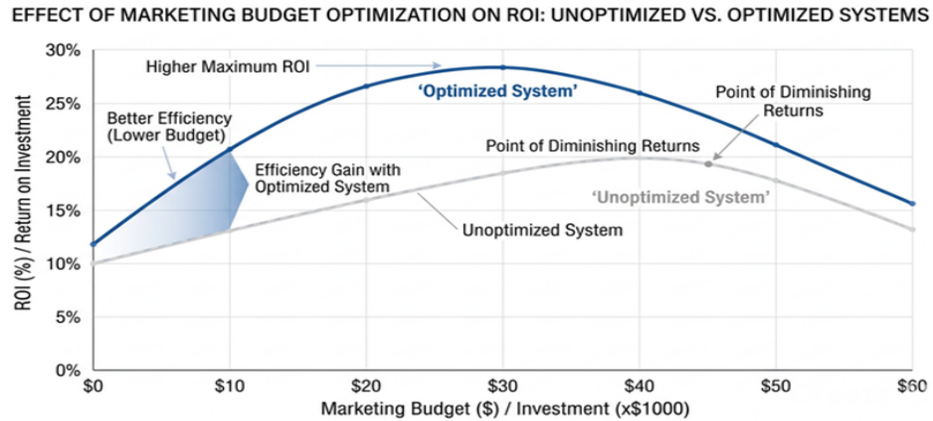 EFFECT OF MARKETING BUDGET OPTIMIZATION ON ROI: UNOPTIMIZED VS. OPTIMIZED SYSTEMS
30%
Higher Maximum ROI
'Optimized System'
25%
Point of Diminishing
Returns
Better Efficiency
(Lower Budget)
20%
Point of Diminishing Returns
Efficiency Gain with
Optimized System
'Unoptimized System'
15%
Unoptimized System
10%
5%
0%
ROI (%) / Return on Investment
$0 $10 $20 $30 $40 $50 $60
Marketing Budget ($) / Investment (x$1000)